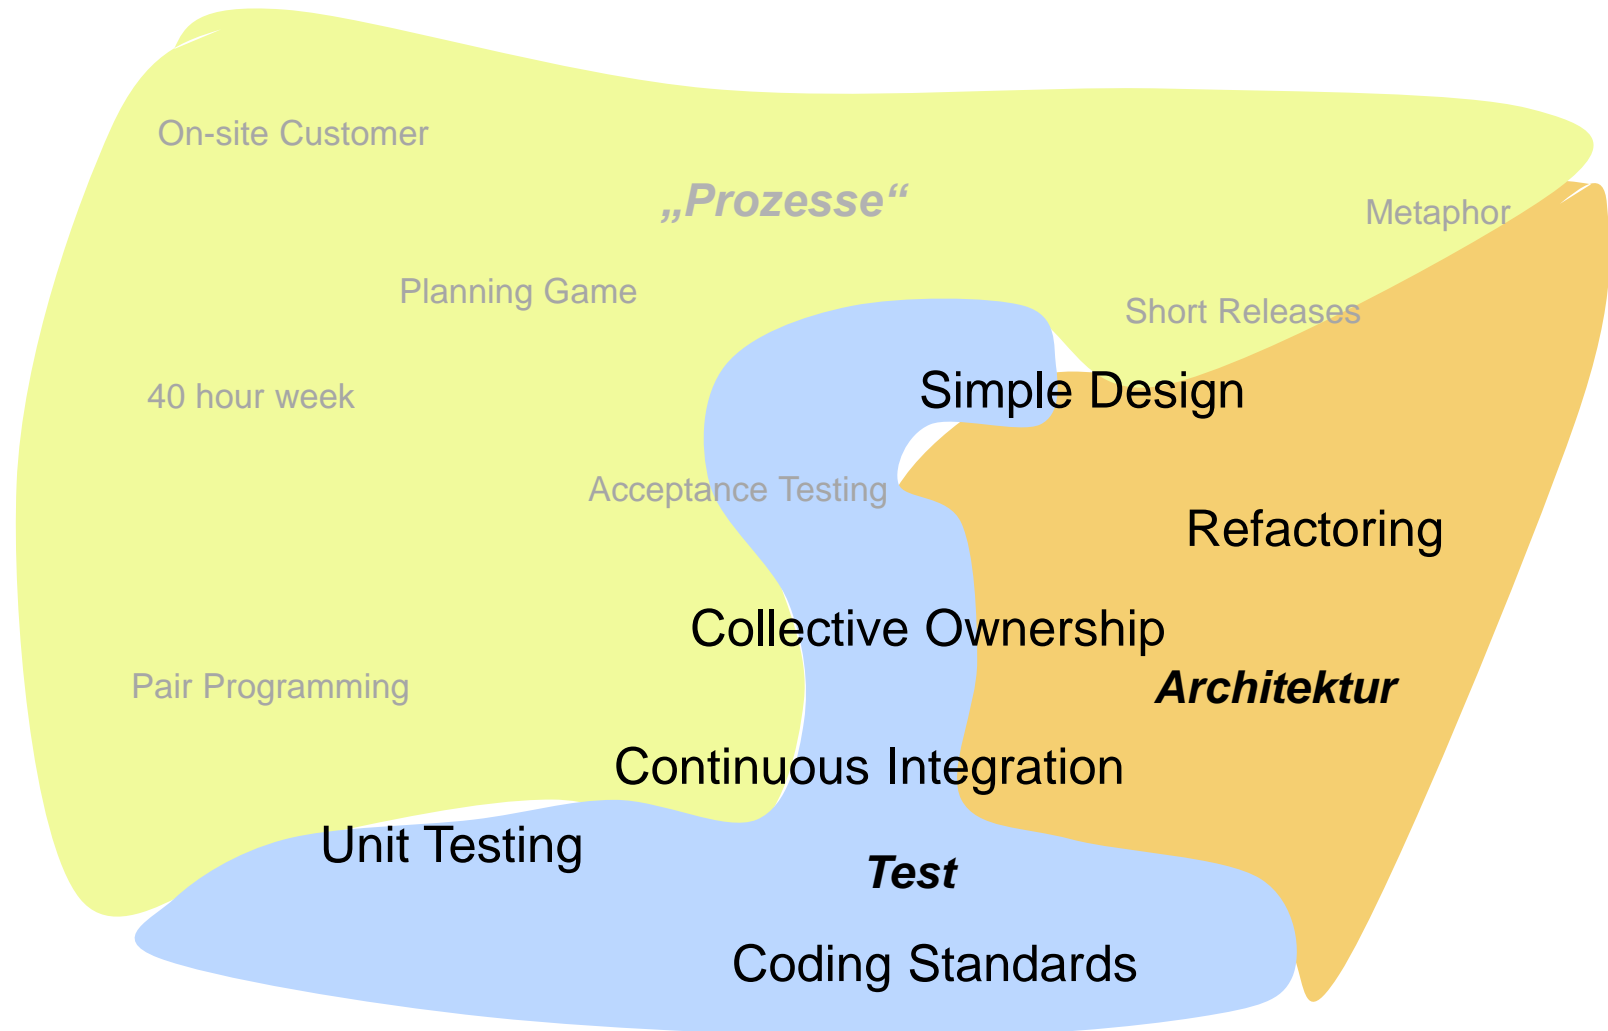 On-site Customer
„Prozesse“
Metaphor
Planning Game
Short Releases
40 hour week
Simple Design
Acceptance Testing
Refactoring
Collective Ownership
Pair Programming
Architektur
Continuous Integration
Unit Testing
Test
Coding Standards